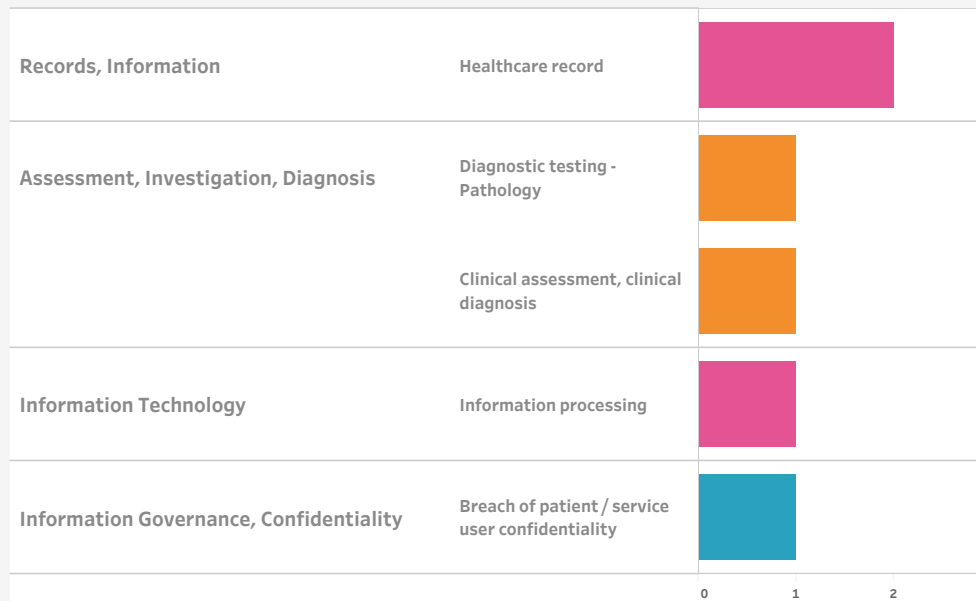 Records, Information
Healthcare record
Assessment, Investigation, Diagnosis
Diagnostic testing -
Pathology
Clinical assessment, clinical
diagnosis
Information Technology
Information processing
Information Governance, Confidentiality
Breach of patient / service
user confidentiality
0 1 2